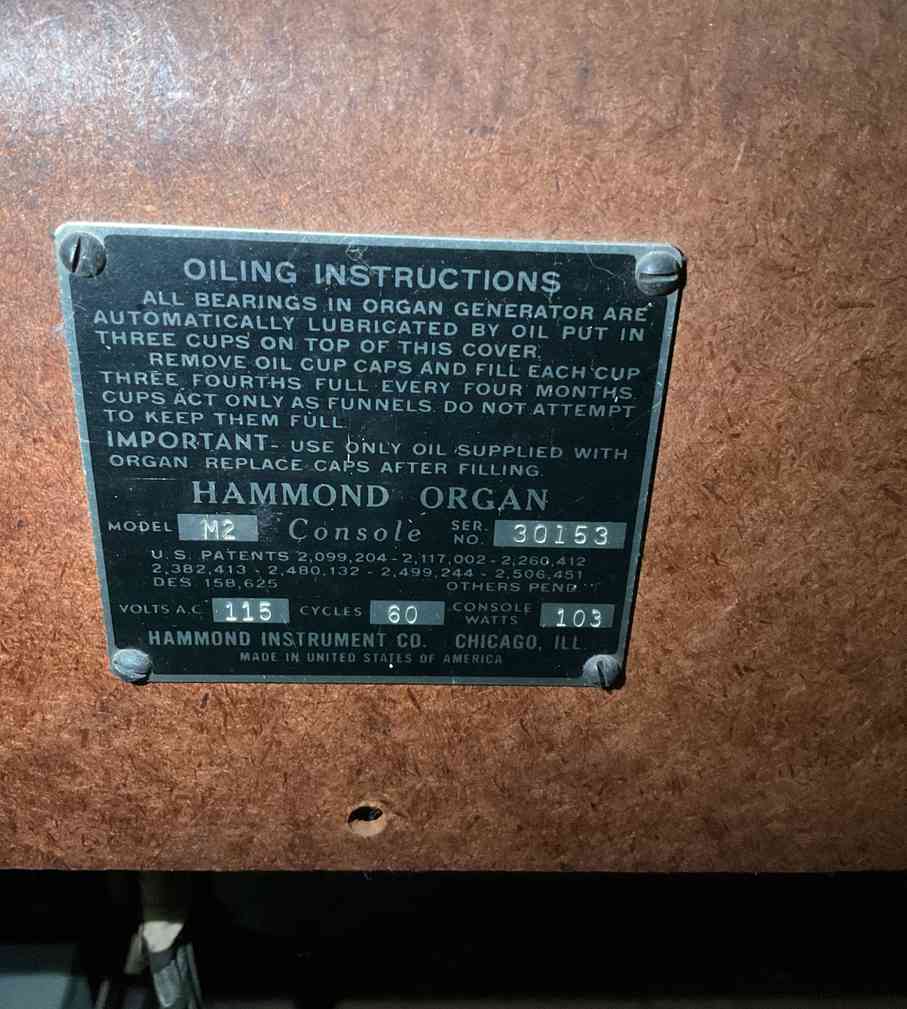 OILING INSTRUCTIONS
ALL BEARINGS IN ORGAN GENERATOR ARE
AUTOMATICALLY LUBRICATED BY OIL PUT IN
THREE CUPS ON TOP OF THIS COVER.
REMOVE OIL CUP CAPS AND FILL EACH CUP
THREE FOURTHS FULL EVERY FOUR MONTHS.
CUPS ACT ONLY AS FUNNELS. DO NOT ATTEMPT
TO KEEP THEM FULL.
IMPORTANT- USE ONLY OIL SUPPLIED WITH
ORGAN. REPLACE CAPS AFTER FILLING.
HAMMOND ORGAN
MODEL M2 Console SER. NO. 30153
U.S. PATENTS 2,099,204 - 2,117,002 - 2,260,412
2,382,413 - 2,480,132 - 2,499,244 - 2,506,451
DES 158,625 OTHERS PEND
VOLTS A.C. 115 CYCLES 60 CONSOLE WATTS 103
HAMMOND INSTRUMENT CO. CHICAGO, ILL.
MADE IN UNITED STATES OF AMERICA